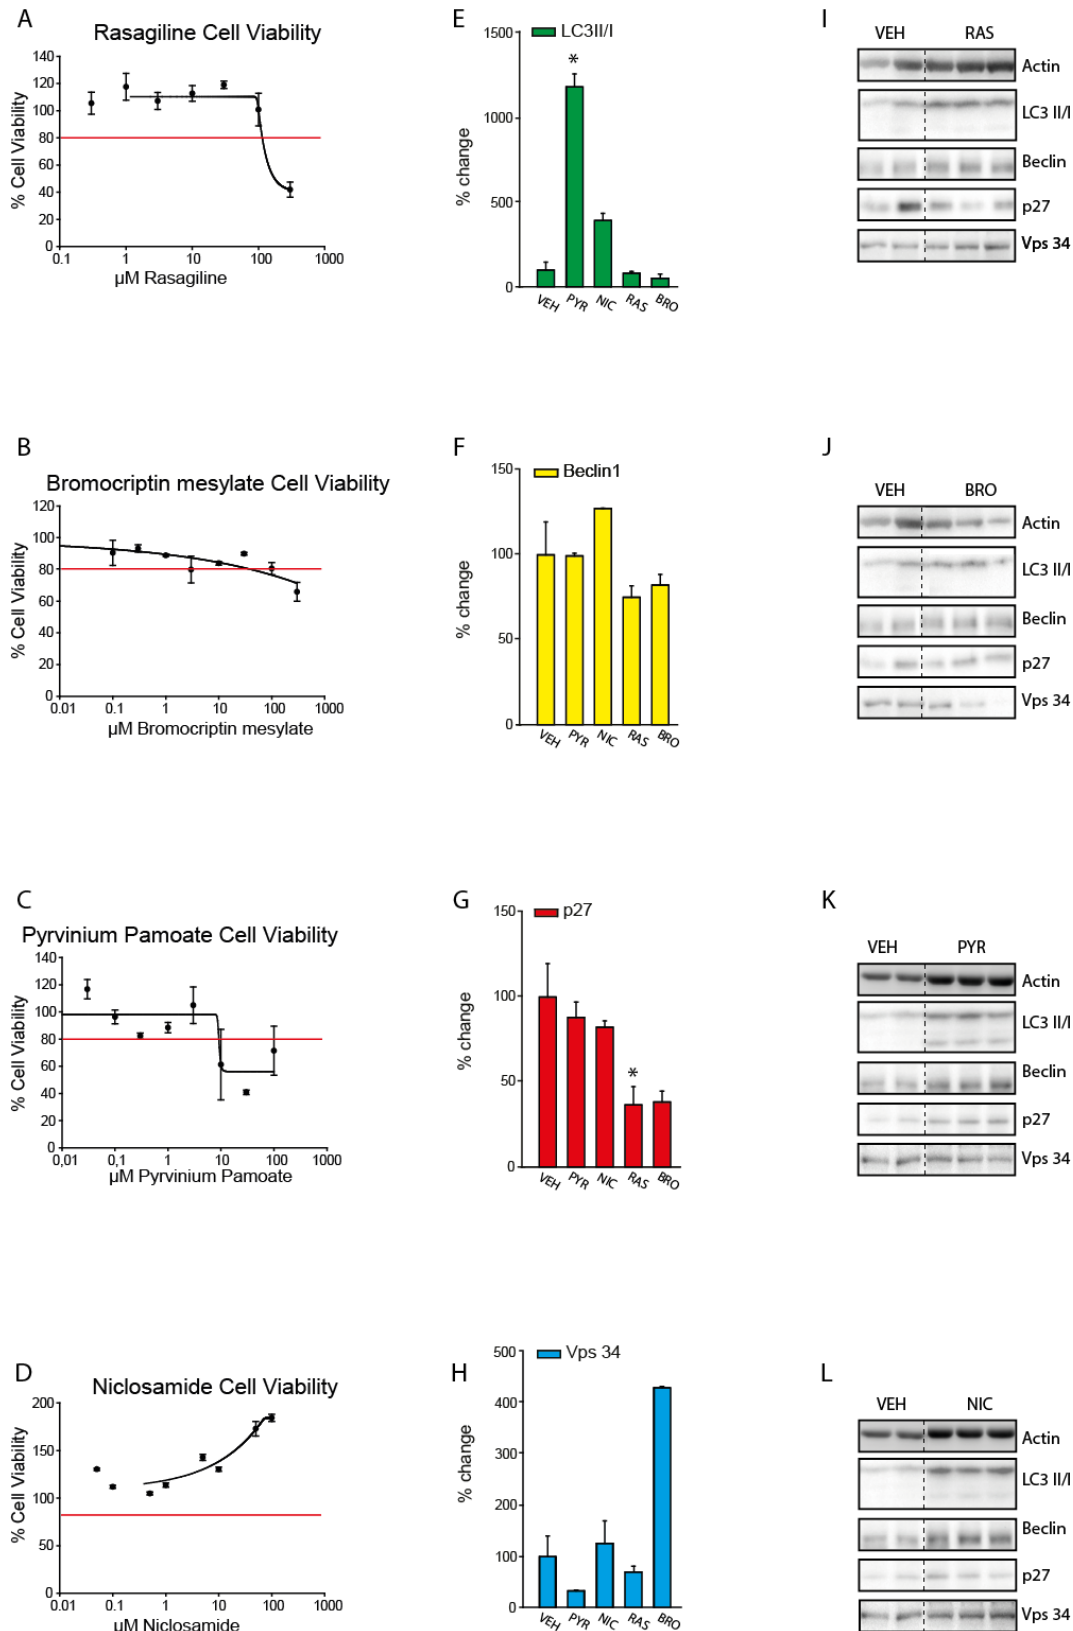 A
Rasagiline Cell Viability
140
120
100
80
60
40
20
0
0.1
1
10
100
1000
% Cell Viability
µM Rasagiline
E
LC3II/I
1500
1000
500
0
% change
*
VEH
PYR
NIC
RAS
BRO
I
VEH
RAS
Actin
LC3 II/I
Beclin
p27
Vps 34
B
Bromocriptin mesylate Cell Viability
120
100
80
60
40
20
0
0.01
0.1
1
10
100
1000
% Cell Viability
µM Bromocriptin mesylate
F
Beclin1
150
100
50
0
% change
VEH
PYR
NIC
RAS
BRO
J
VEH
BRO
Actin
LC3 II/I
Beclin
p27
Vps 34
C
Pyrvinium Pamoate Cell Viability
140
120
100
80
60
40
20
0
0,01
0,1
1
10
100
1000
% Cell Viability
µM Pyrvinium Pamoate
G
p27
150
100
50
0
% change
*
VEH
PYR
NIC
RAS
BRO
K
VEH
PYR
Actin
LC3 II/I
Beclin
p27
Vps 34
D
Niclosamide Cell Viability
200
150
100
50
0
0.01
0.1
1
10
100
1000
% Cell Viability
µM Niclosamide
H
Vps 34
500
400
300
200
100
0
% change
VEH
PYR
NIC
RAS
BRO
L
VEH
NIC
Actin
LC3 II/I
Beclin
p27
Vps 34